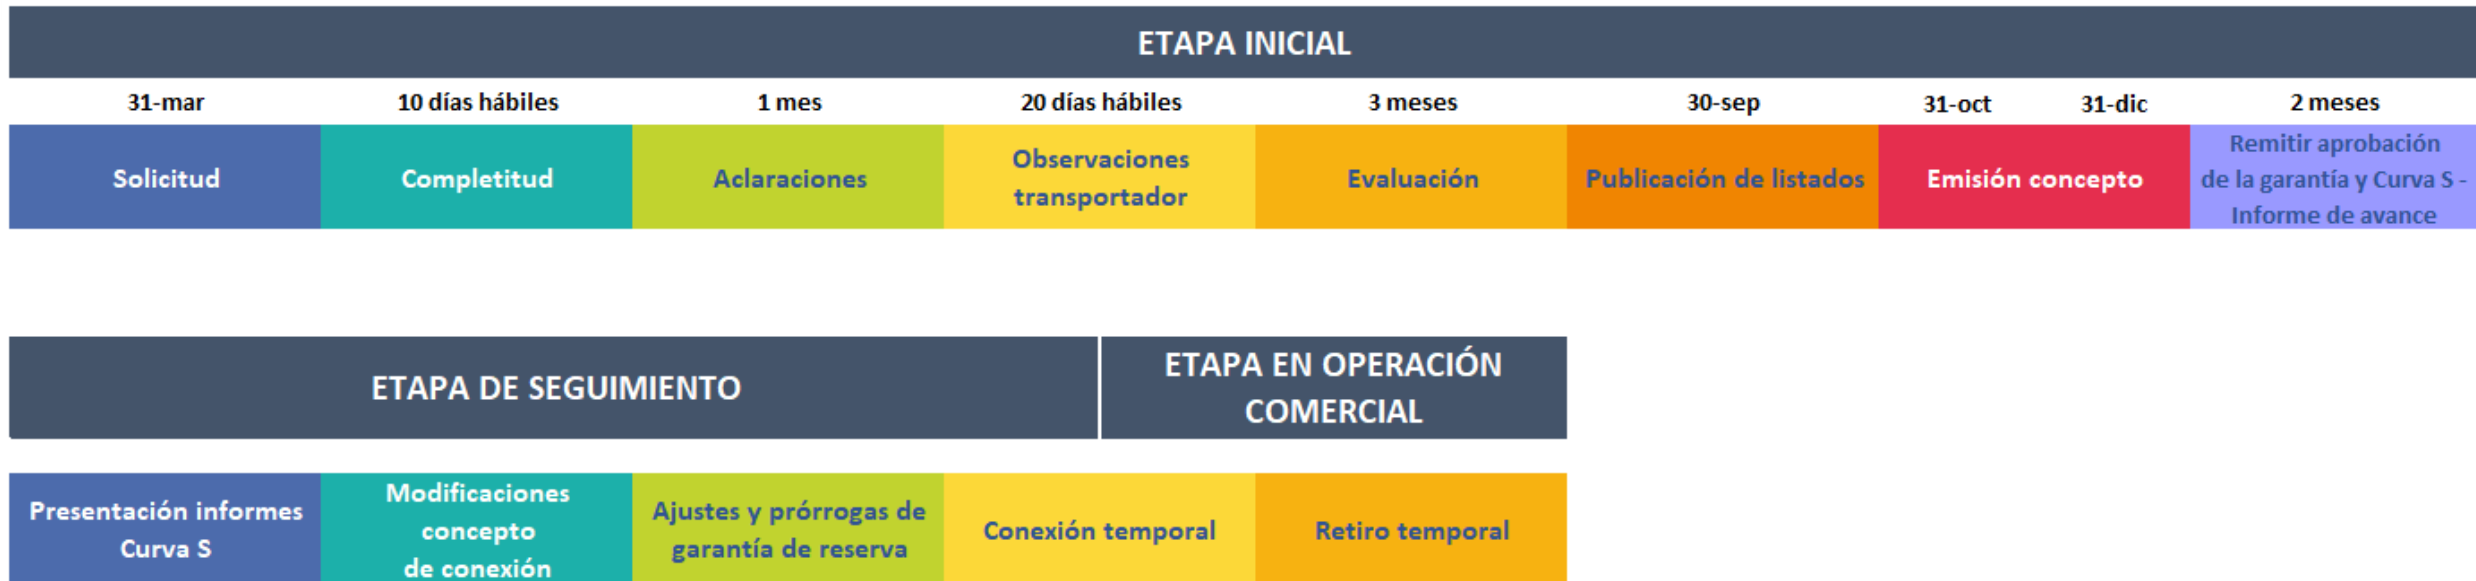 ETAPA INICIAL
31-mar
10 días hábiles
1 mes
20 días hábiles
3 meses
30-sep
31-oct
31-dic
2 meses
Solicitud
Completitud
Aclaraciones
Observaciones
transportador
Evaluación
Publicación de listados
Emisión concepto
Remitir aprobación
de la garantía y Curva S -
Informe de avance
ETAPA DE SEGUIMIENTO
ETAPA EN OPERACIÓN
COMERCIAL
Presentación informes
Curva S
Modificaciones
concepto
de conexión
Ajustes y prórrogas de
garantía de reserva
Conexión temporal
Retiro temporal